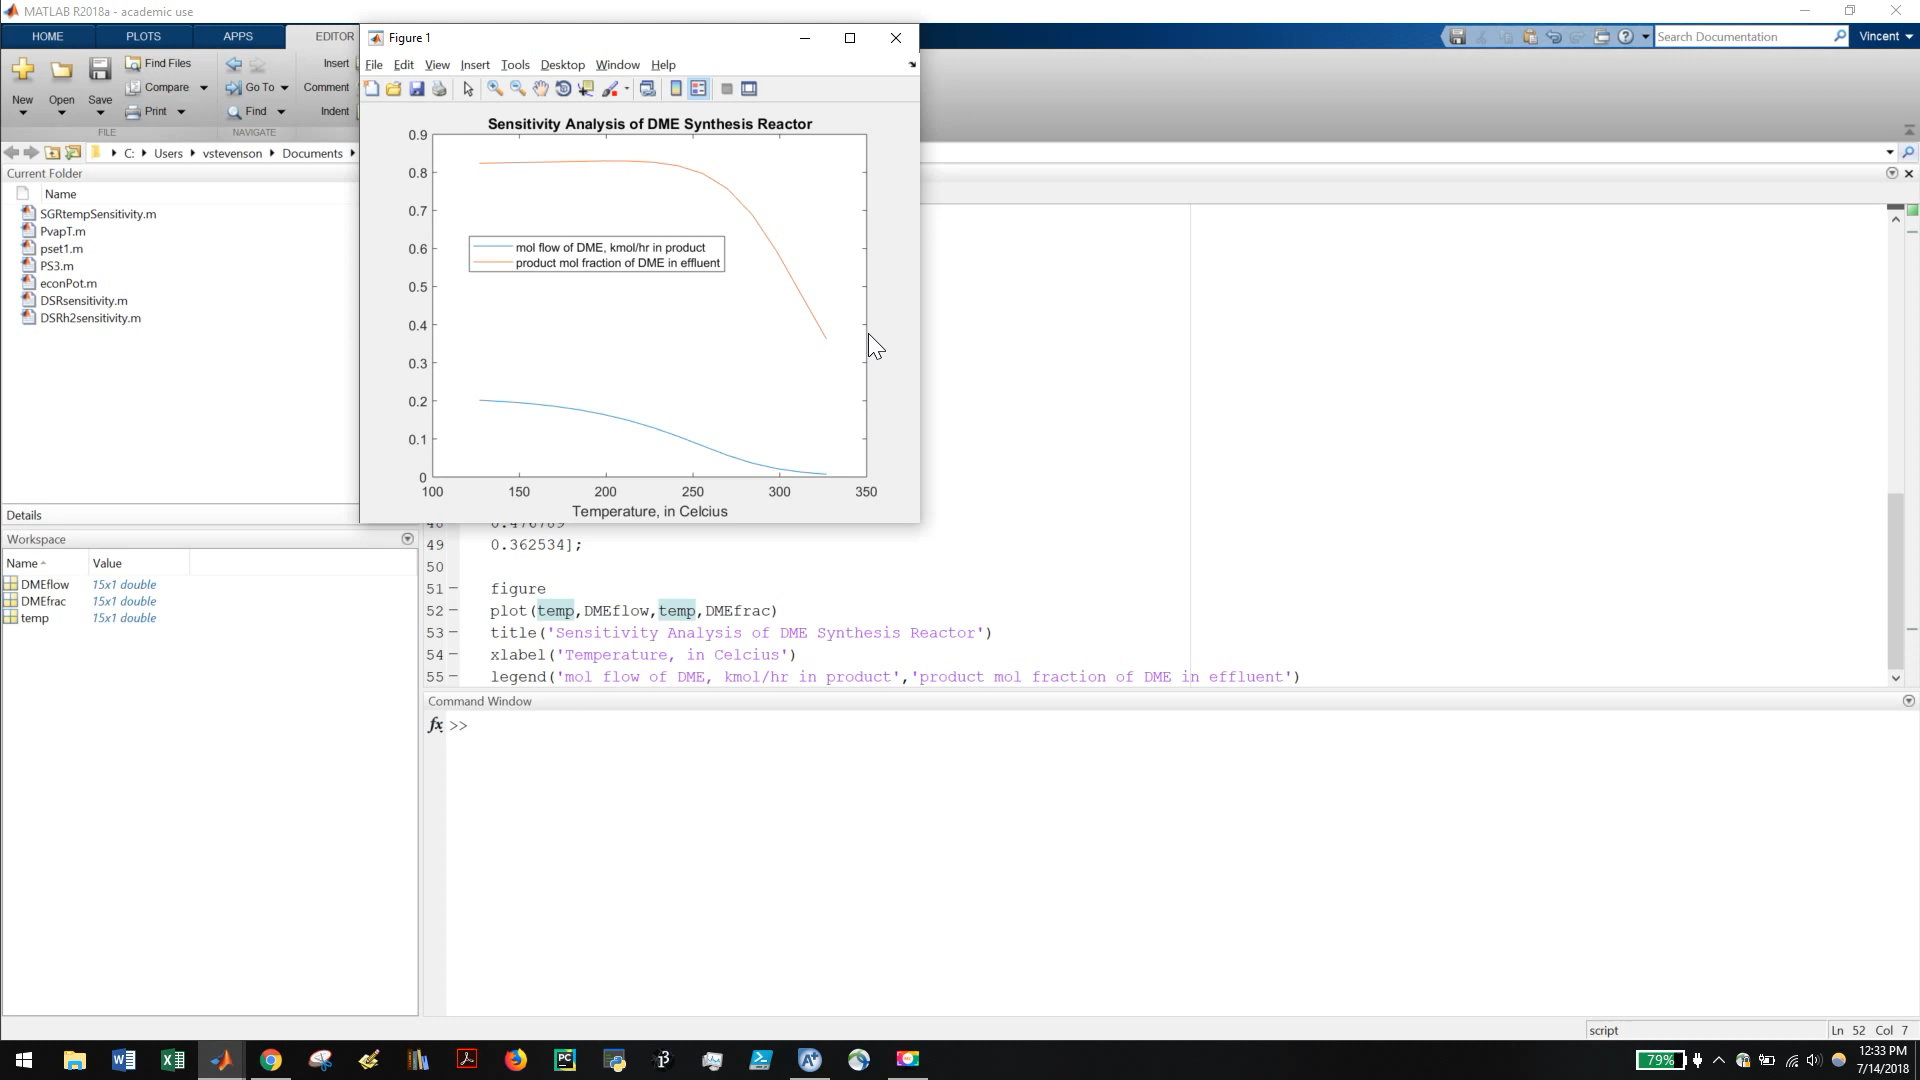 MATLAB R2018a - academic use
HOME PLOTS APPS EDITOR
Search Documentation Vincent
New Open Save
Find Files
Compare
Print
FILE
Go To
Find
NAVIGATE
Insert
Comment
Indent
C: Users vstevenson Documents
Current Folder
Name
SGRtempSensitivity.m
PvapT.m
pset1.m
PS3.m
econPot.m
DSRsensitivity.m
DSRh2sensitivity.m
Details
Workspace
Name Value
DMEflow 15x1 double
DMEfrac 15x1 double
temp 15x1 double
Figure 1
File Edit View Insert Tools Desktop Window Help
Sensitivity Analysis of DME Synthesis Reactor
0.9
0.8
0.7
0.6
0.5
0.4
0.3
0.2
0.1
0
mol flow of DME, kmol/hr in product
product mol fraction of DME in effluent
100 150 200 250 300 350
Temperature, in Celcius
48 0.476789
49 0.362534];
50
51 figure
52 plot(temp,DMEflow,temp,DMEfrac)
53 title('Sensitivity Analysis of DME Synthesis Reactor')
54 xlabel('Temperature, in Celcius')
55 legend('mol flow of DME, kmol/hr in product','product mol fraction of DME in effluent')
Command Window
fx >>
script Ln 52 Col 7
79%
12:33 PM
7/14/2018